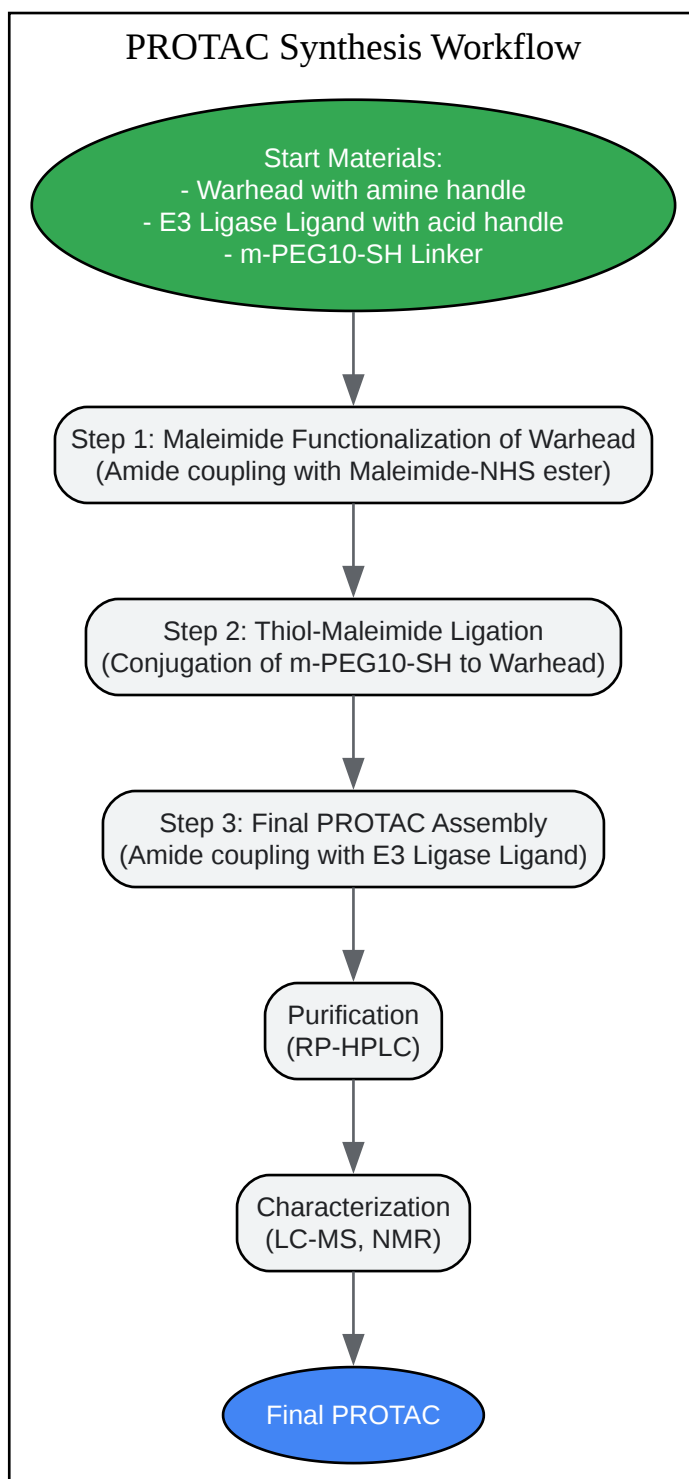 PROTAC Synthesis Workflow
Start Materials:
- Warhead with amine handle
- E3 Ligase Ligand with acid handle
- m-PEG10-SH Linker
Step 1: Maleimide Functionalization of Warhead
(Amide coupling with Maleimide-NHS ester)
Step 2: Thiol-Maleimide Ligation
(Conjugation of m-PEG10-SH to Warhead)
Step 3: Final PROTAC Assembly
(Amide coupling with E3 Ligase Ligand)
Purification
(RP-HPLC)
Characterization
(LC-MS, NMR)
Final PROTAC